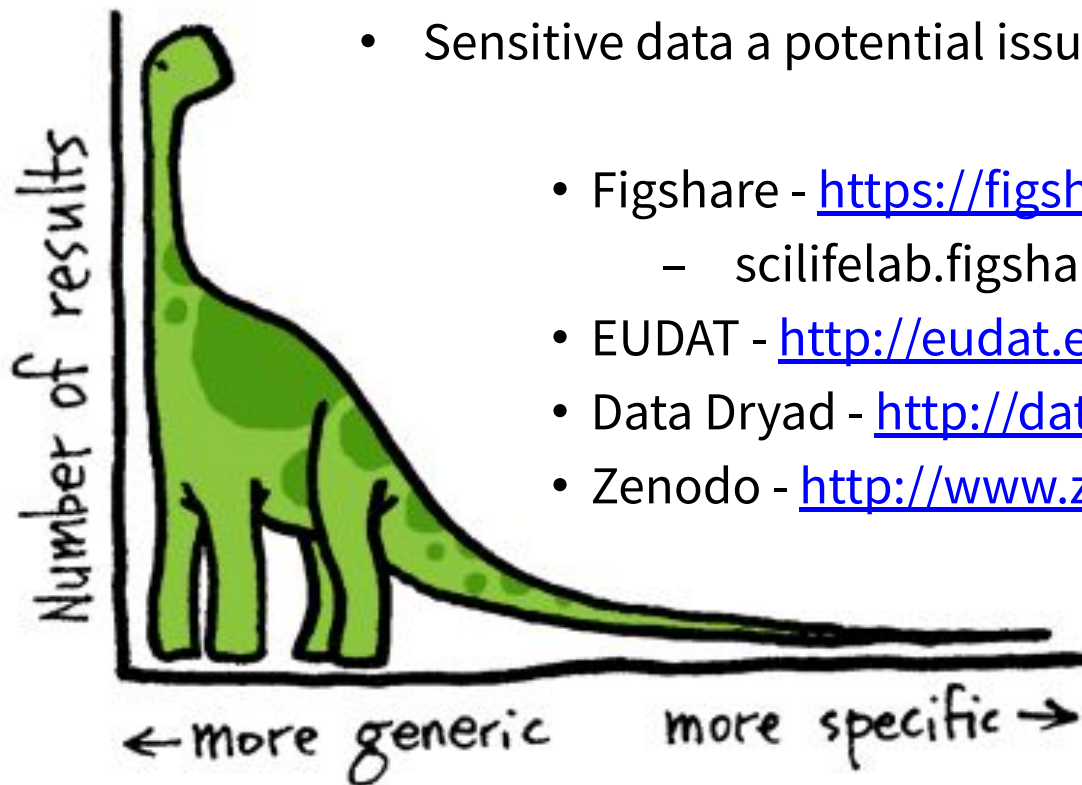 • Sensitive data a potential issu
• Figshare - https://figsh
– scilifelab.figsha
• EUDAT - http://eudat.e
• Data Dryad - http://dat
• Zenodo - http://www.z
Number of results
←more generic more specific→